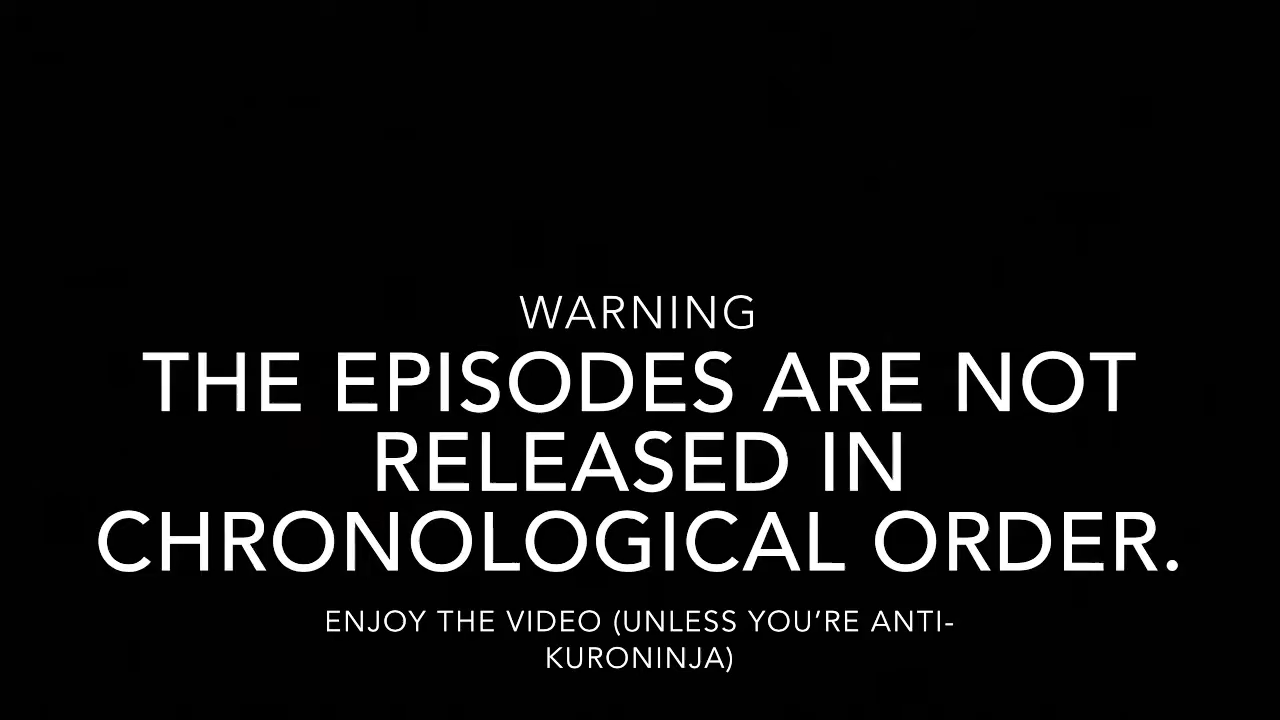 WARNING
THE EPISODES ARE NOT
RELEASED IN
CHRONOLOGICAL ORDER.
ENJOY THE VIDEO (UNLESS YOU’RE ANTI-
KURONINJA)